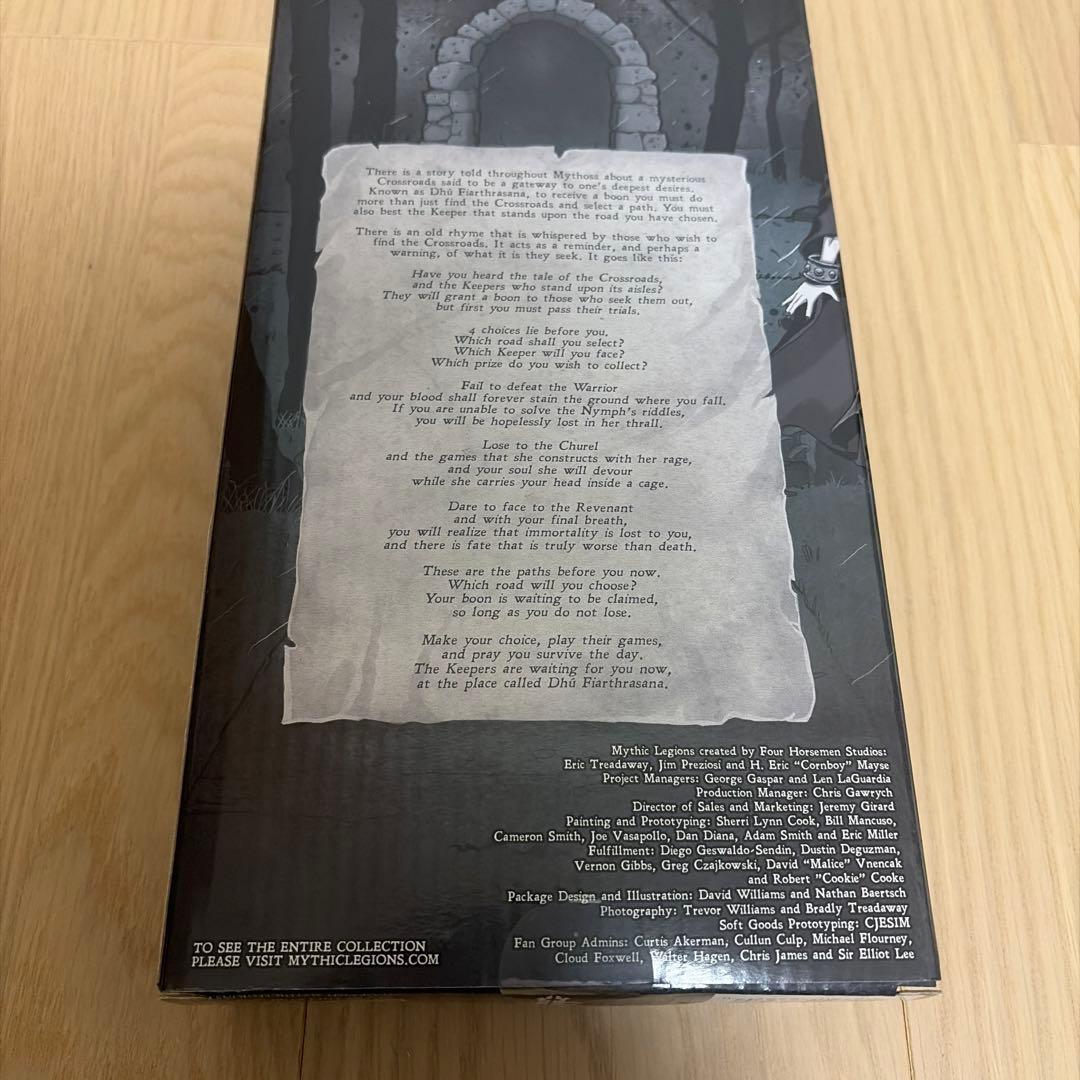 There is a story told throughout Mythoss about a mysterious
Crossroads said to be a gateway to one's deepest desires.
Known as Dhú Fiarthrasana, to receive a boon you must do
more than just find the Crossroads and select a path. You must
also best the Keeper that stands upon the road you have chosen.
There is an old rhyme that is whispered by those who wish to
find the Crossroads. It acts as a reminder, and perhaps a
warning, of what it is they seek. It goes like this:
Have you heard the tale of the Crossroads,
and the Keepers who stand upon its aisles?
They will grant a boon to those who seek them out,
but first you must pass their trials.
4 choices lie before you.
Which road shall you select?
Which Keeper will you face?
Which prize do you wish to collect?
Fail to defeat the Warrior
and your blood shall forever stain the ground where you fall.
If you are unable to solve the Nymph's riddles,
you will be hopelessly lost in her thrall.
Lose to the Churel
and the games that she constructs with her rage,
and your soul she will devour
while she carries your head inside a cage.
Dare to face to the Revenant
and with your final breath,
you will realize that immortality is lost to you,
and there is fate that is truly worse than death.
These are the paths before you now.
Which road will you choose?
Your boon is waiting to be claimed,
so long as you do not lose.
Make your choice, play their games,
and pray you survive the day.
The Keepers are waiting for you now,
at the place called Dhú Fiarthrasana.
Mythic Legions created by Four Horsemen Studios:
Eric Treadaway, Jim Preziosi and H. Eric "Cornboy" Mayse
Project Managers: George Gaspar and Len LaGuardia
Production Manager: Chris Gawrych
Director of Sales and Marketing: Jeremy Girard
Painting and Prototyping: Sherri Lynn Cook, Bill Mancuso,
Cameron Smith, Joe Vasapollo, Dan Diana, Adam Smith and Eric Miller
Fulfillment: Diego Geswaldo-Sendin, Dustin Deguzman,
Vernon Gibbs, Greg Czajkowski, David "Malice" Vnencak
and Robert "Cookie" Cooke
Package Design and Illustration: David Williams and Nathan Baertsch
Photography: Trevor Williams and Bradly Treadaway
Soft Goods Prototyping: CJESIM
Fan Group Admins: Curtis Akerman, Cullun Culp, Michael Flourney,
Cloud Foxwell, Walter Hagen, Chris James and Sir Elliot Lee
TO SEE THE ENTIRE COLLECTION
PLEASE VISIT MYTHICLEGIONS.COM